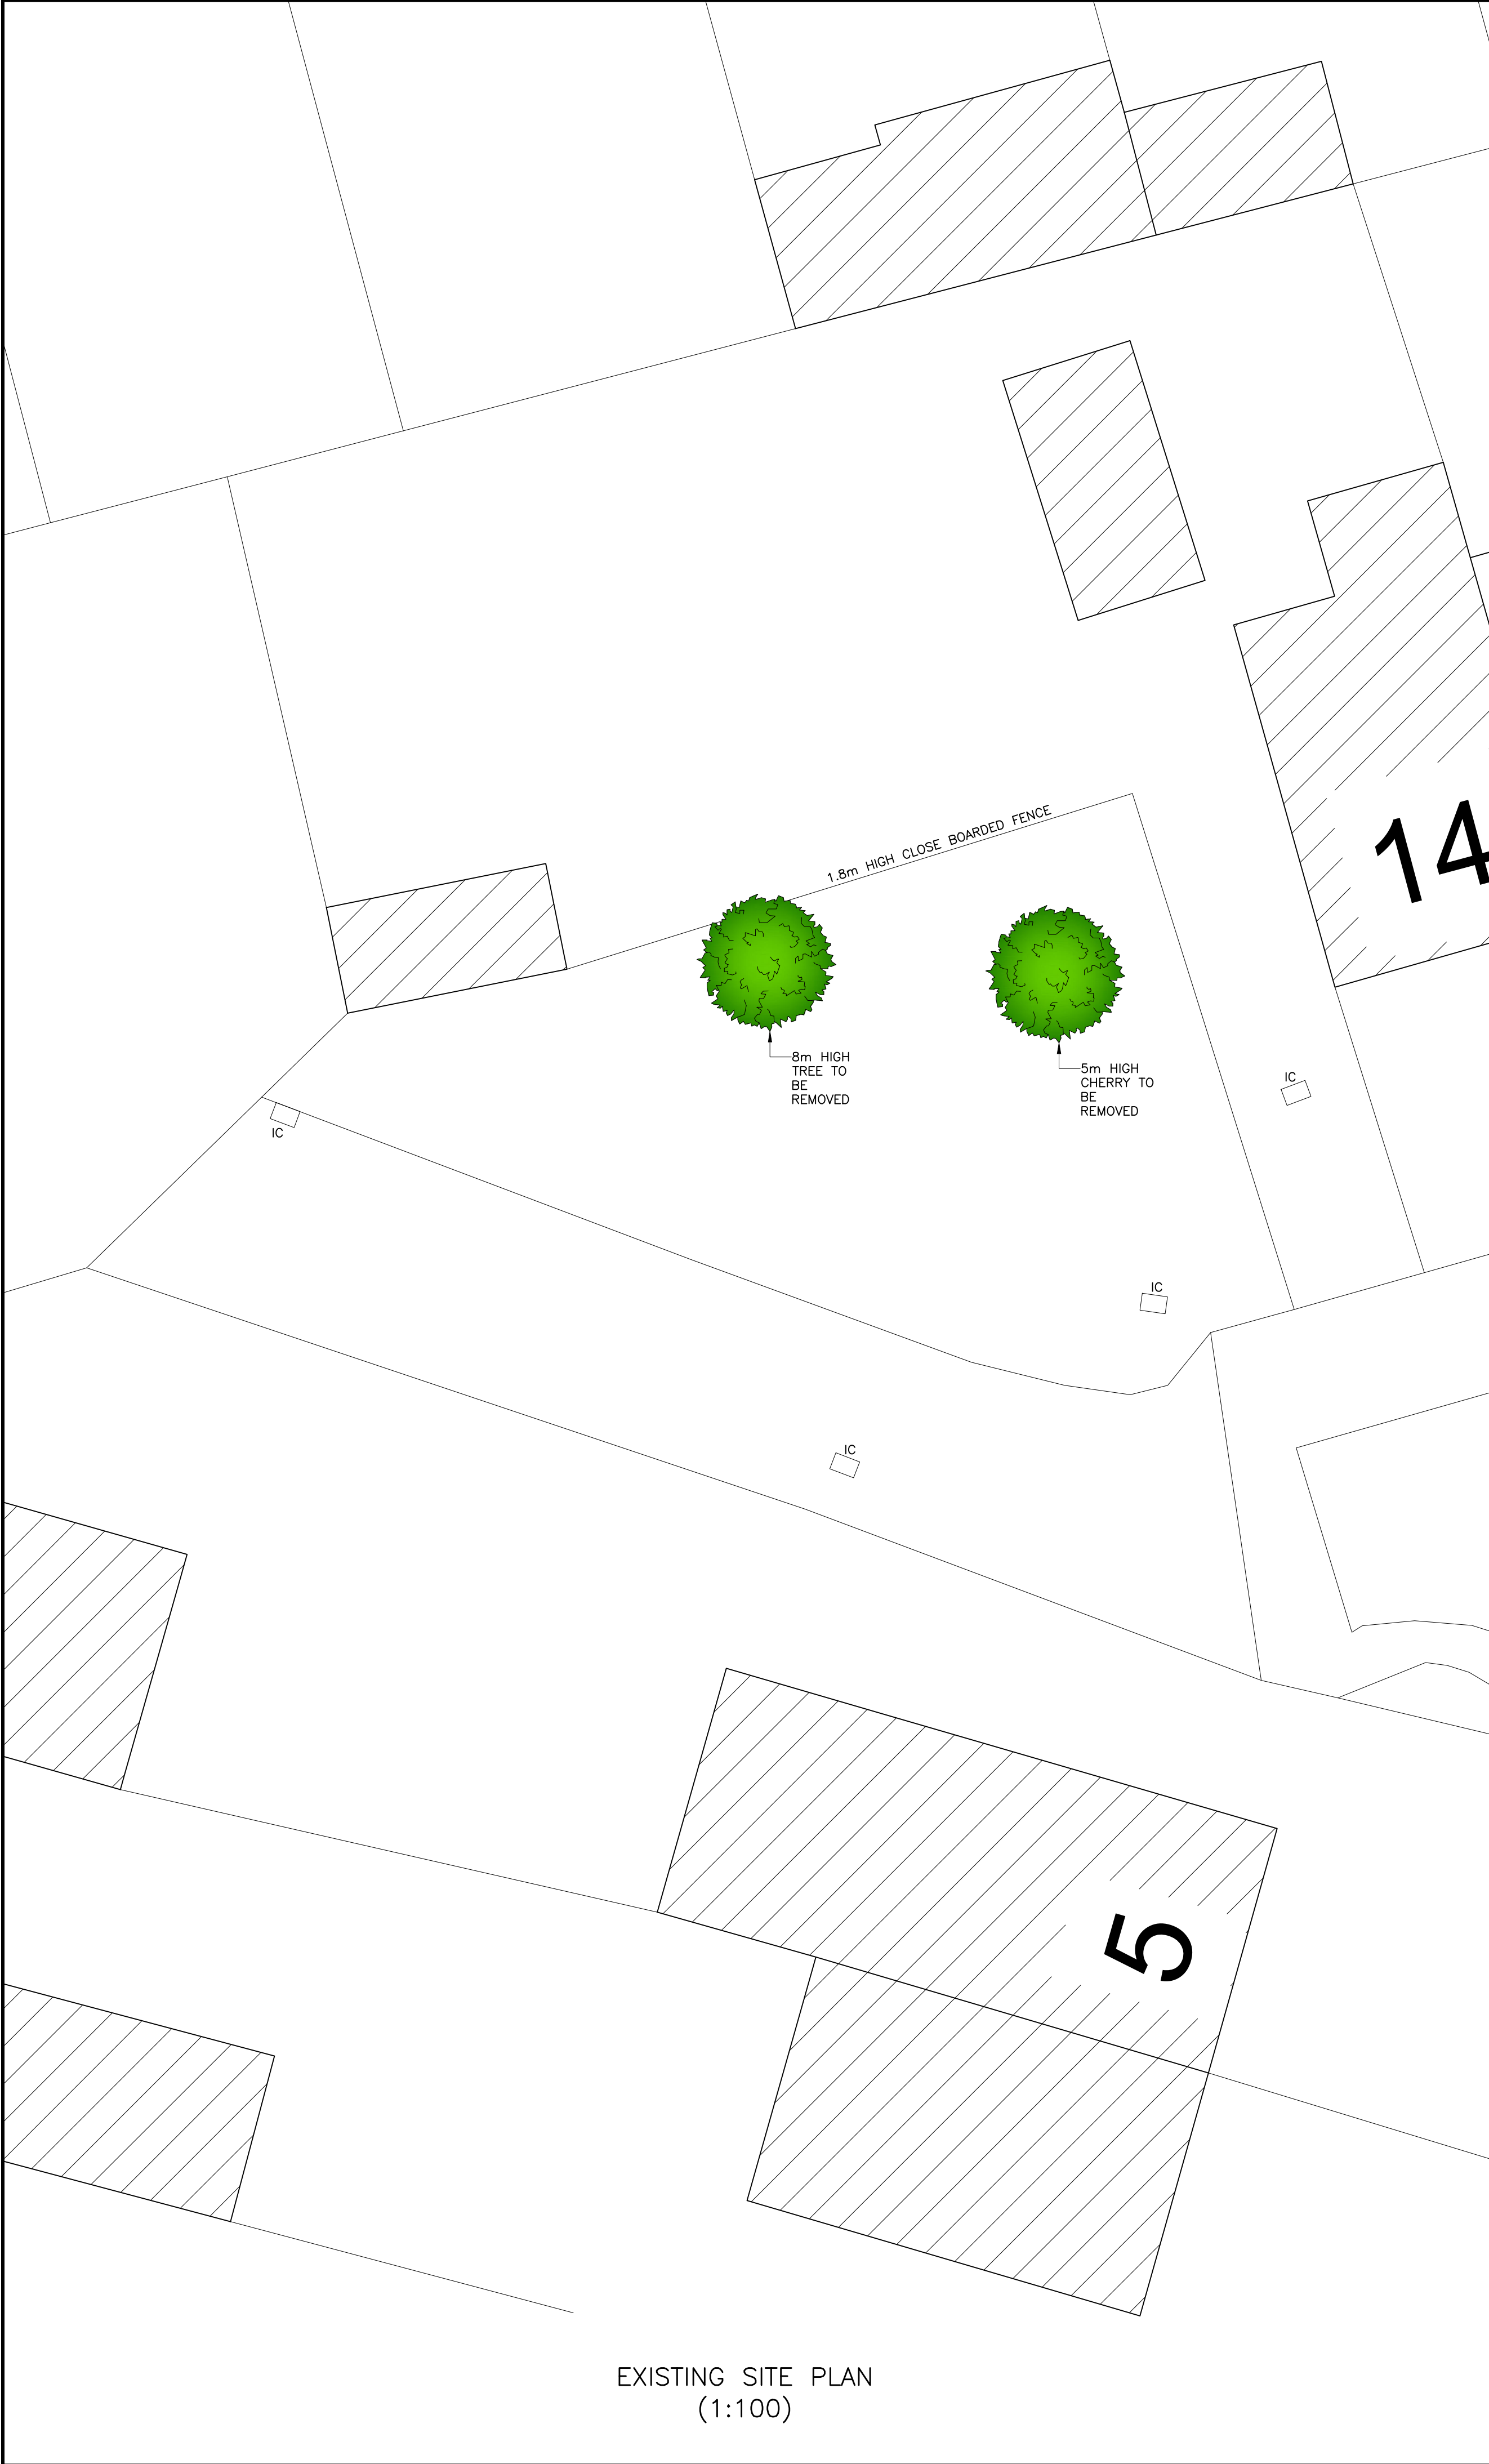 14
1.8m HIGH CLOSE BOARDED FENCE
8m HIGH
TREE TO
BE
REMOVED
5m HIGH
CHERRY TO
BE
REMOVED
IC
IC
IC
IC
5
EXISTING SITE PLAN
(1:100)